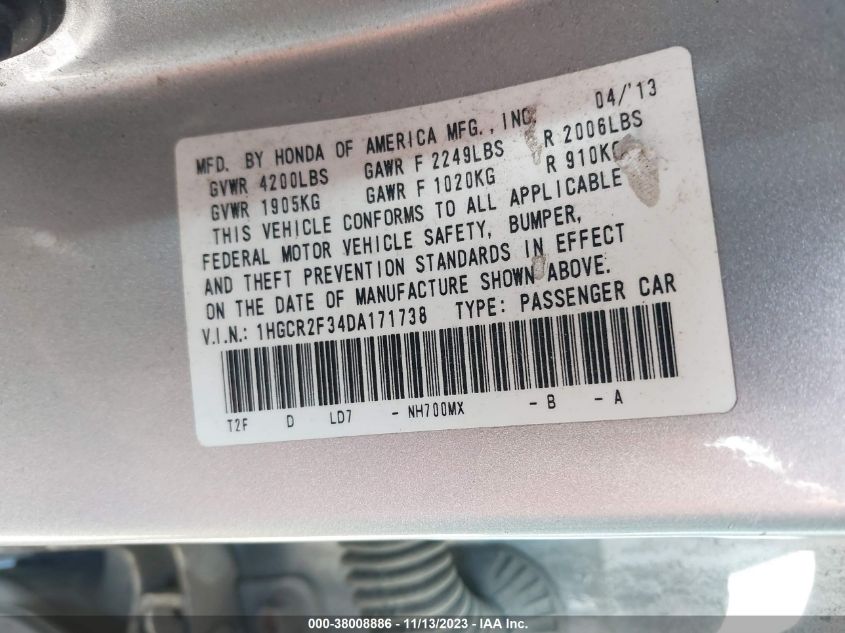 MFD. BY HONDA OF AMERICA MFG., INC. 04/'13
GVWR 4200LBS GAWR F 2249LBS R 2006LBS
GVWR 1905KG GAWR F 1020KG R 910KG
THIS VEHICLE CONFORMS TO ALL APPLICABLE
FEDERAL MOTOR VEHICLE SAFETY, BUMPER,
AND THEFT PREVENTION STANDARDS IN EFFECT
ON THE DATE OF MANUFACTURE SHOWN ABOVE.
V.I.N.: 1HGCR2F34DA171738 TYPE: PASSENGER CAR
T2F D LD7 - NH700MX - B - A
000-38008886 - 11/13/2023 - IAA Inc.